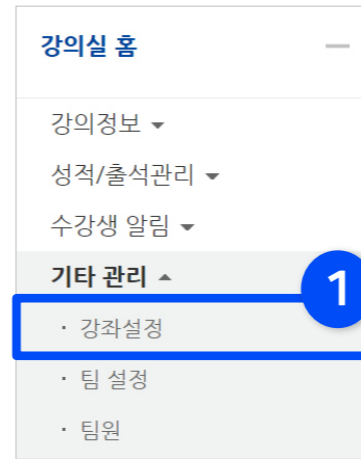 강의실 홈
강의정보
성적/출석관리
수강생 알림
기타 관리
1
· 강좌설정
· 팀 설정
· 팀원